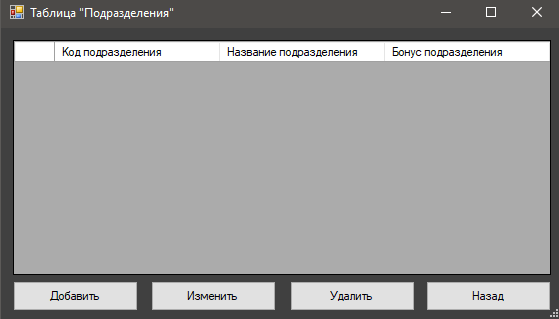 Таблица "Подразделения"
Код подразделения Название подразделения Бонус подразделения
Добавить Изменить Удалить Назад